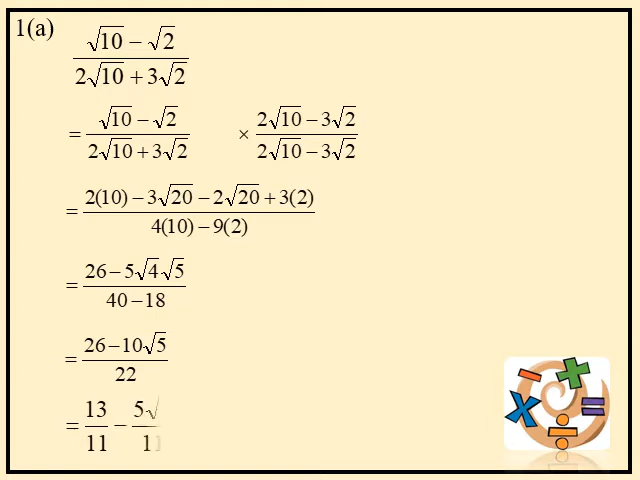 1(a)
(√10 − √2)/(2√10 + 3√2)
= (√10 − √2)/(2√10 + 3√2) × (2√10 − 3√2)/(2√10 − 3√2)
= (2(10) − 3√20 − 2√20 + 3(2))/(4(10) − 9(2))
= (26 − 5√4√5)/(40 − 18)
= (26 − 10√5)/22
= 13/11 − 5√